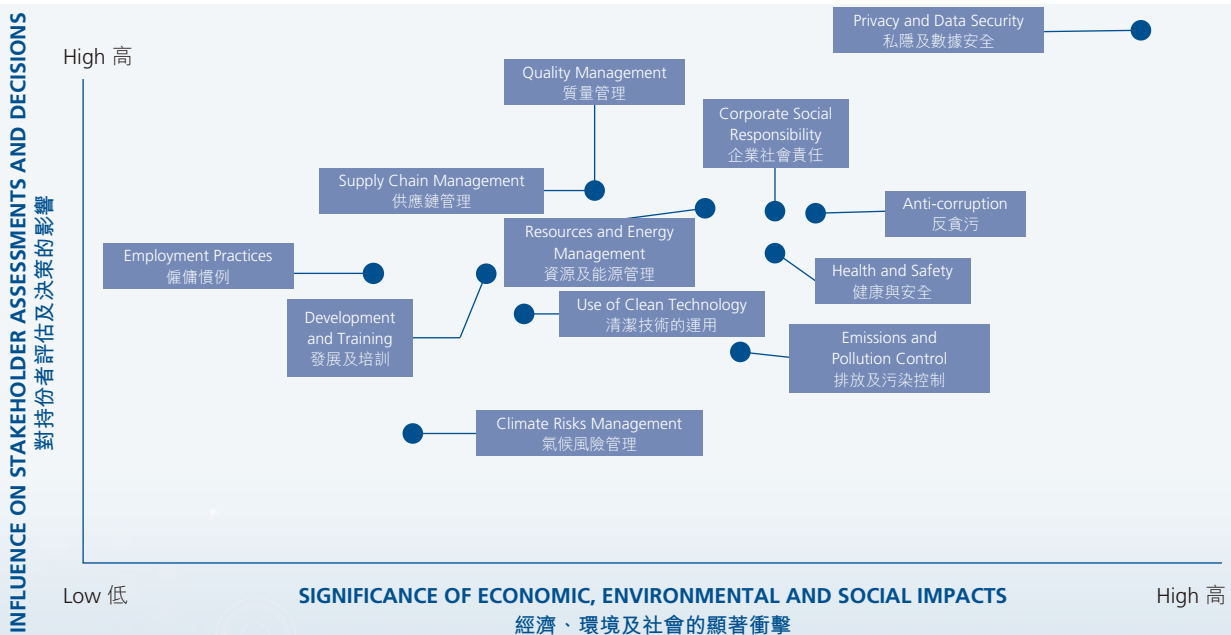 INFLUENCE ON STAKEHOLDER ASSESSMENTS AND DECISIONS
對持份者評估及決策的影響
High 高
Privacy and Data Security
私隱及數據安全
Quality Management
質量管理
Corporate Social
Responsibility
企業社會責任
Supply Chain Management
供應鏈管理
Anti-corruption
反貪污
Resources and Energy
Management
資源及能源管理
Employment Practices
僱傭慣例
Health and Safety
健康與安全
Development
and Training
發展及培訓
Use of Clean Technology
清潔技術的運用
Emissions and
Pollution Control
排放及污染控制
Climate Risks Management
氣候風險管理
Low 低
SIGNIFICANCE OF ECONOMIC, ENVIRONMENTAL AND SOCIAL IMPACTS
經濟、環境及社會的顯著衝擊
High 高